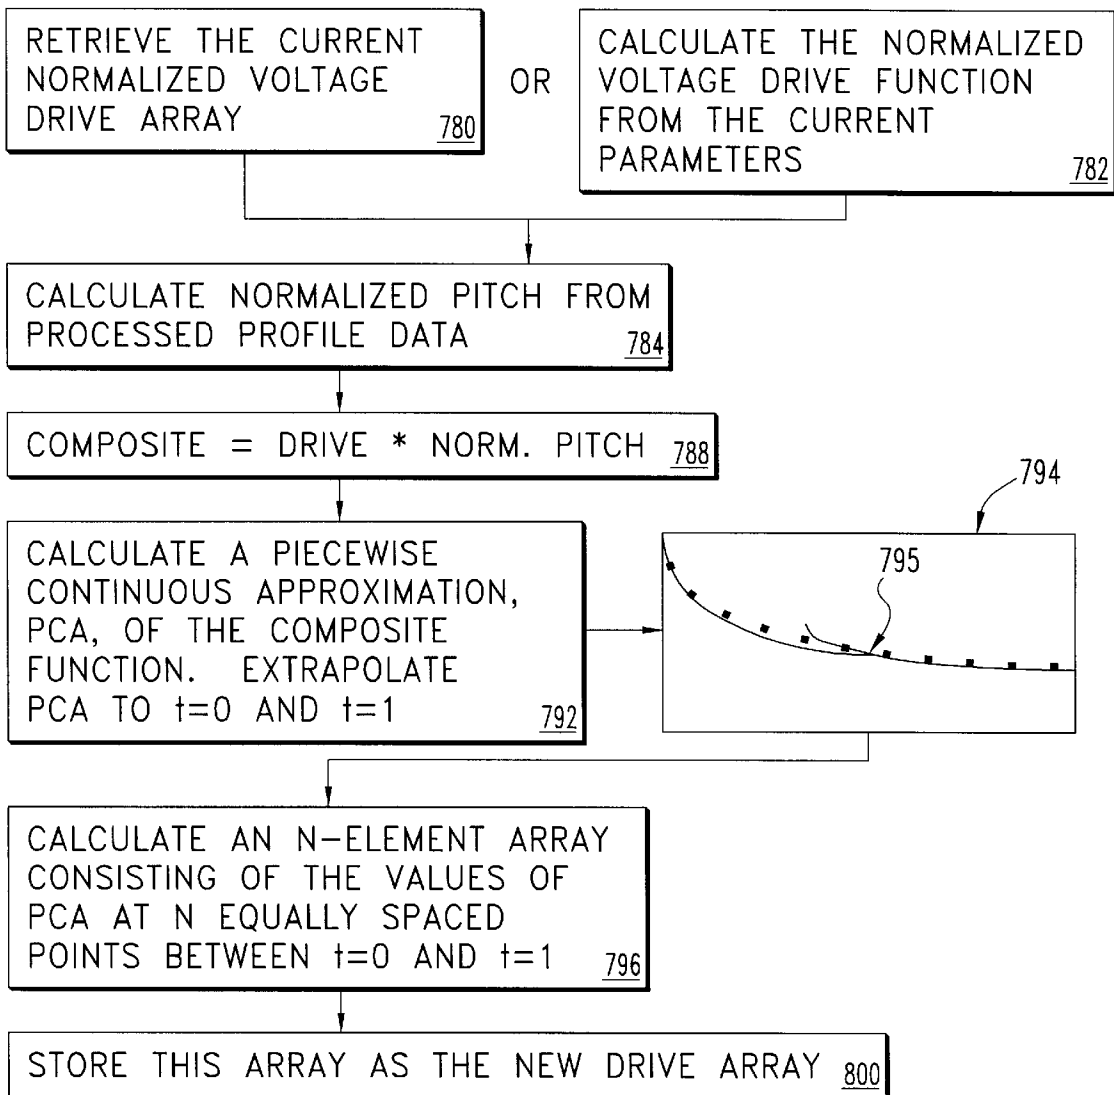 RETRIEVE THE CURRENT
NORMALIZED VOLTAGE
DRIVE ARRAY
780
OR
CALCULATE THE NORMALIZED
VOLTAGE DRIVE FUNCTION
FROM THE CURRENT
PARAMETERS
782
CALCULATE NORMALIZED PITCH FROM
PROCESSED PROFILE DATA
784
COMPOSITE = DRIVE * NORM. PITCH
788
CALCULATE A PIECEWISE
CONTINUOUS APPROXIMATION,
PCA, OF THE COMPOSITE
FUNCTION. EXTRAPOLATE
PCA TO t=0 AND t=1
792
794
795
CALCULATE AN N-ELEMENT ARRAY
CONSISTING OF THE VALUES OF
PCA AT N EQUALLY SPACED
POINTS BETWEEN t=0 AND t=1
796
STORE THIS ARRAY AS THE NEW DRIVE ARRAY
800